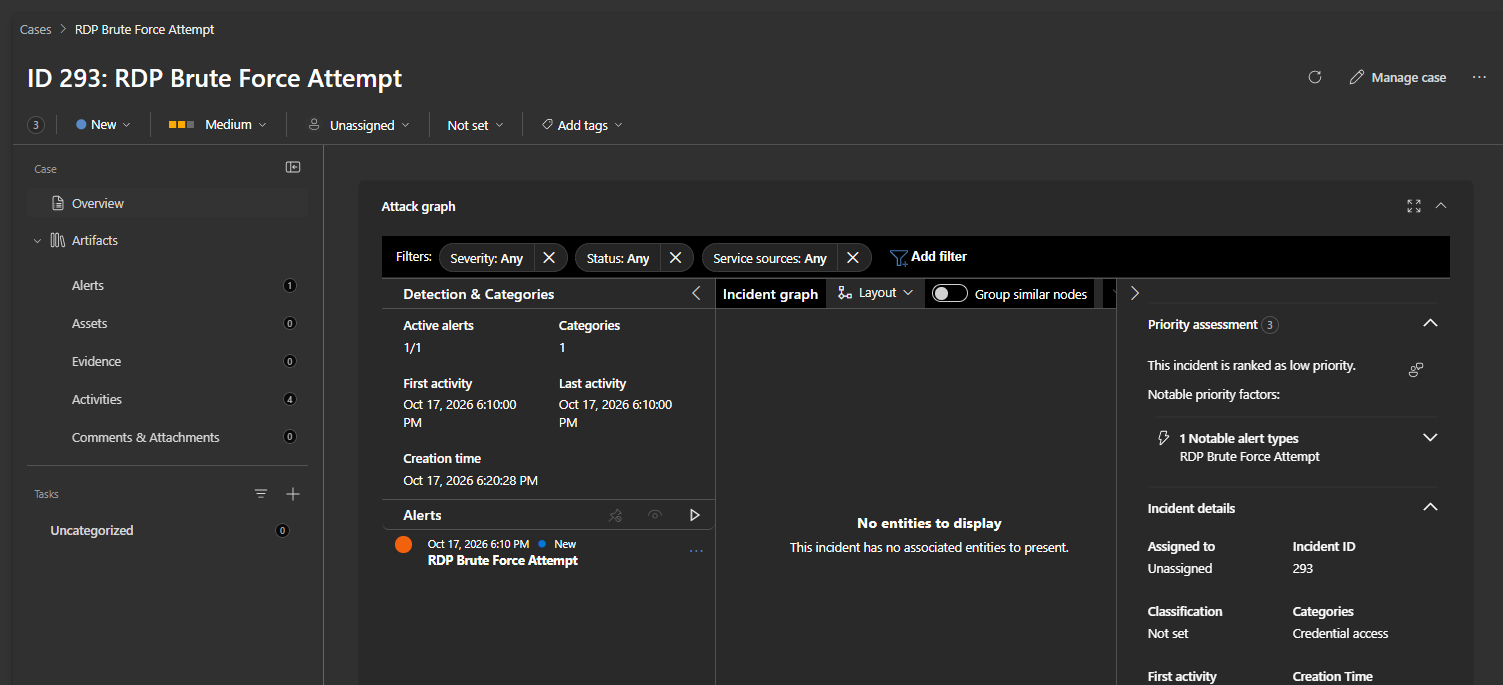 Cases > RDP Brute Force Attempt
ID 293: RDP Brute Force Attempt
Manage case
3 New Medium Unassigned Not set Add tags
Case
Overview
Artifacts
Alerts 1
Assets 0
Evidence 0
Activities 4
Comments & Attachments 0
Tasks
Uncategorized 0
Attack graph
Filters: Severity: Any Status: Any Service sources: Any Add filter
Detection & Categories
Active alerts Categories
1/1 1
First activity Last activity
Oct 17, 2026 6:10:00 Oct 17, 2026 6:10:00
PM PM
Creation time
Oct 17, 2026 6:20:28 PM
Alerts
Oct 17, 2026 6:10 PM New
RDP Brute Force Attempt
Incident graph Layout Group similar nodes
No entities to display
This incident has no associated entities to present.
Priority assessment 3
This incident is ranked as low priority.
Notable priority factors:
1 Notable alert types
RDP Brute Force Attempt
Incident details
Assigned to Incident ID
Unassigned 293
Classification Categories
Not set Credential access
First activity Creation Time